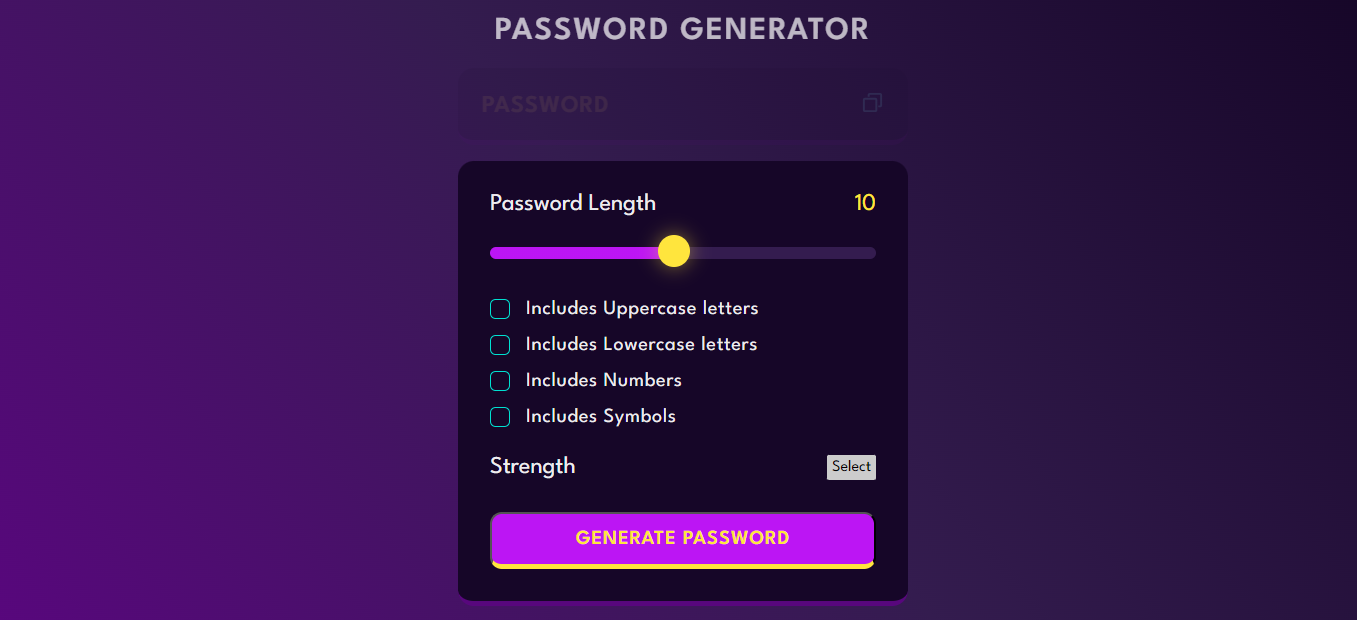 PASSWORD GENERATOR
PASSWORD
Password Length 10
Includes Uppercase letters
Includes Lowercase letters
Includes Numbers
Includes Symbols
Strength Select
GENERATE PASSWORD